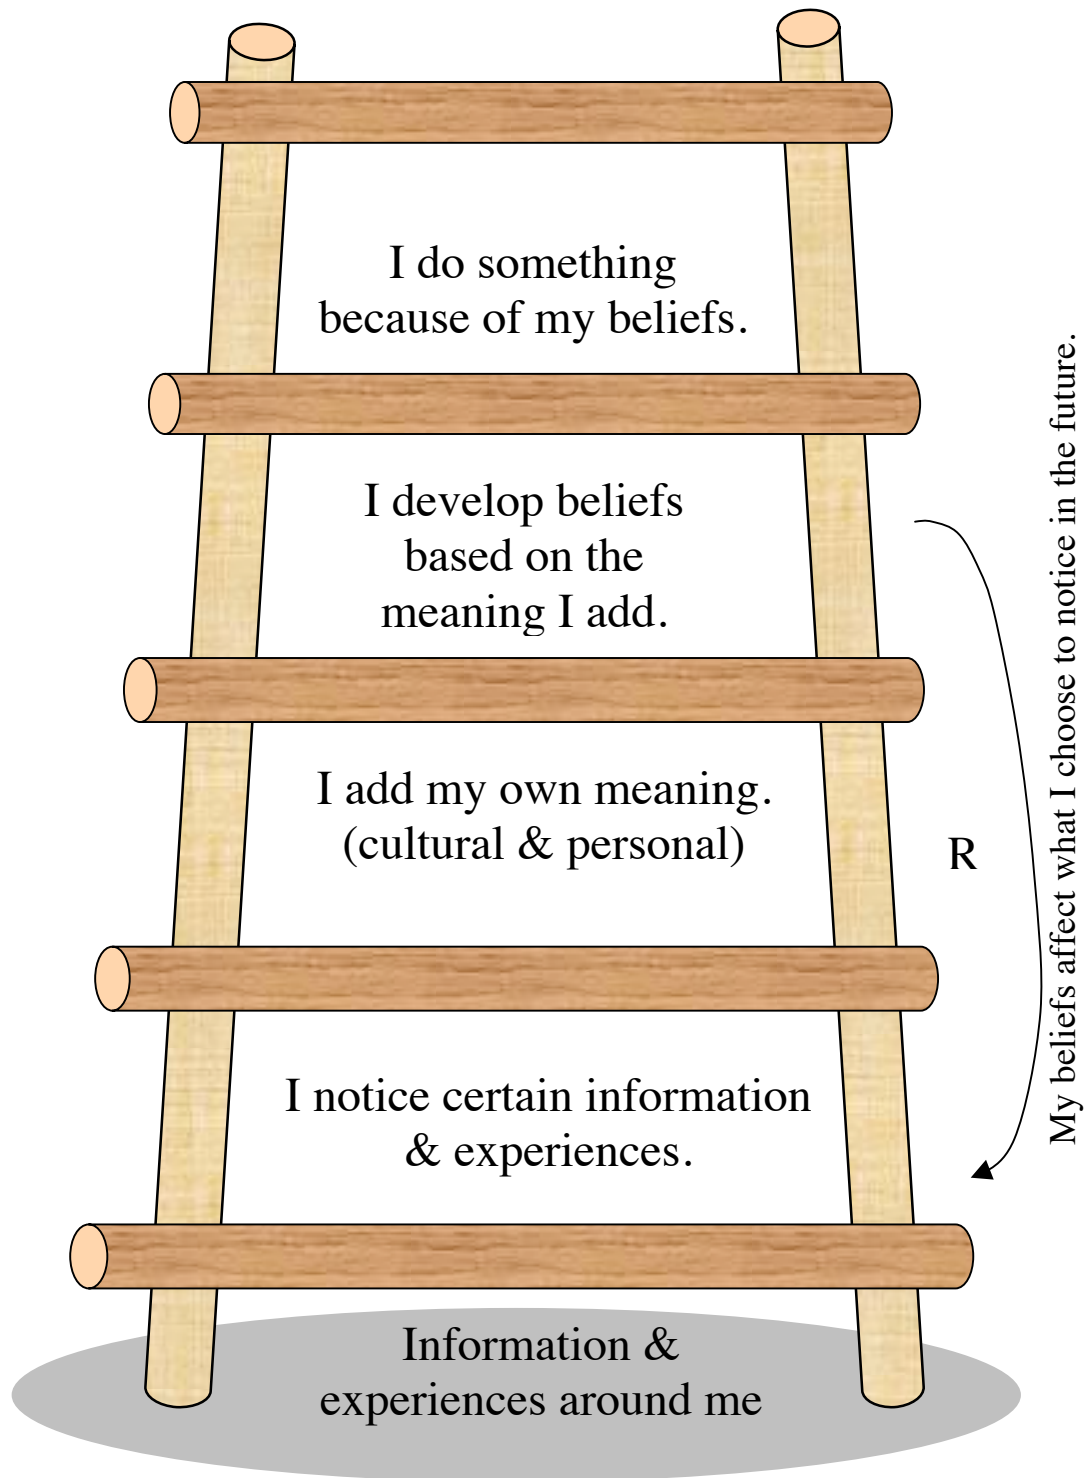 I do something
because of my beliefs.
I develop beliefs
based on the
meaning I add.
I add my own meaning.
(cultural & personal)
R
My beliefs affect what I choose to notice in the future.
I notice certain information
& experiences.
Information &
experiences around me